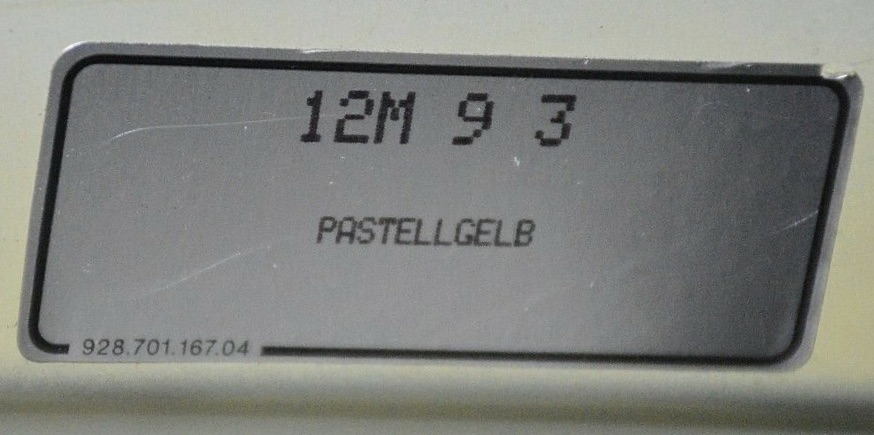 12M 9 3
PASTELLGELB
928.701.167.04